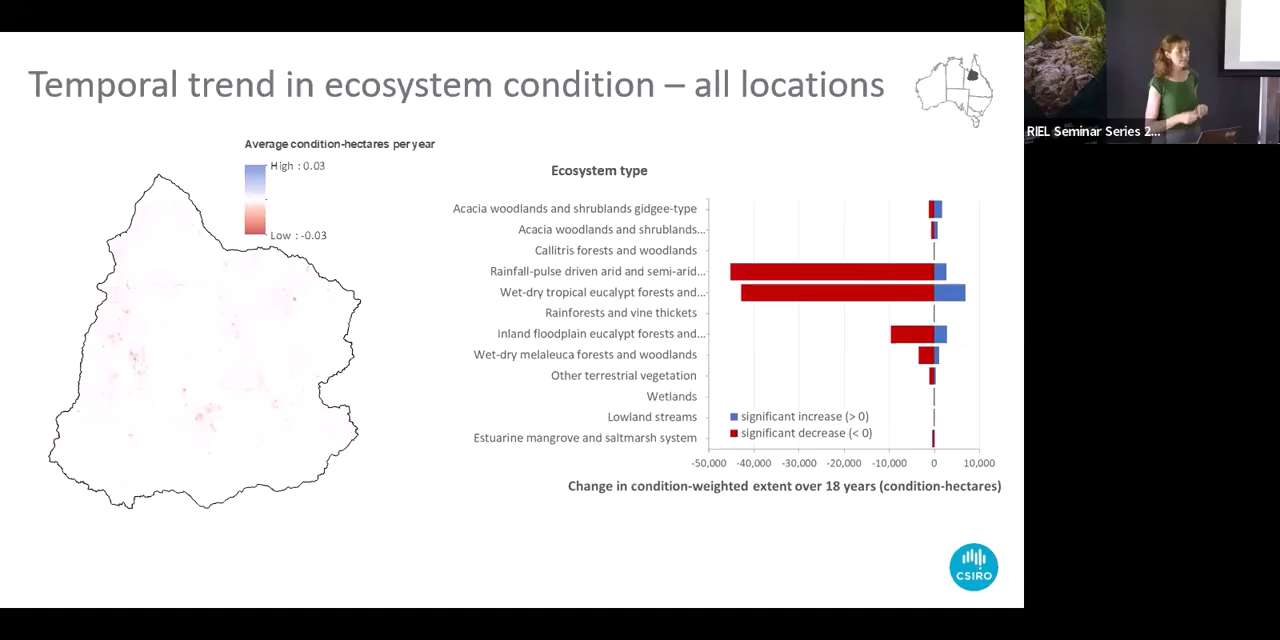 Temporal trend in ecosystem condition – all locations
Average condition-hectares per year
High : 0.03
Low : -0.03
Ecosystem type
Acacia woodlands and shrublands gidgee-type
Acacia woodlands and shrublands...
Callitris forests and woodlands
Rainfall-pulse driven arid and semi-arid...
Wet-dry tropical eucalypt forests and...
Rainforests and vine thickets
Inland floodplain eucalypt forests and...
Wet-dry melaleuca forests and woodlands
Other terrestrial vegetation
Wetlands
Lowland streams
Estuarine mangrove and saltmarsh system
significant increase (> 0)
significant decrease (< 0)
-50,000 -40,000 -30,000 -20,000 -10,000 0 10,000
Change in condition-weighted extent over 18 years (condition-hectares)
CSIRO
RIEL Seminar Series 2...